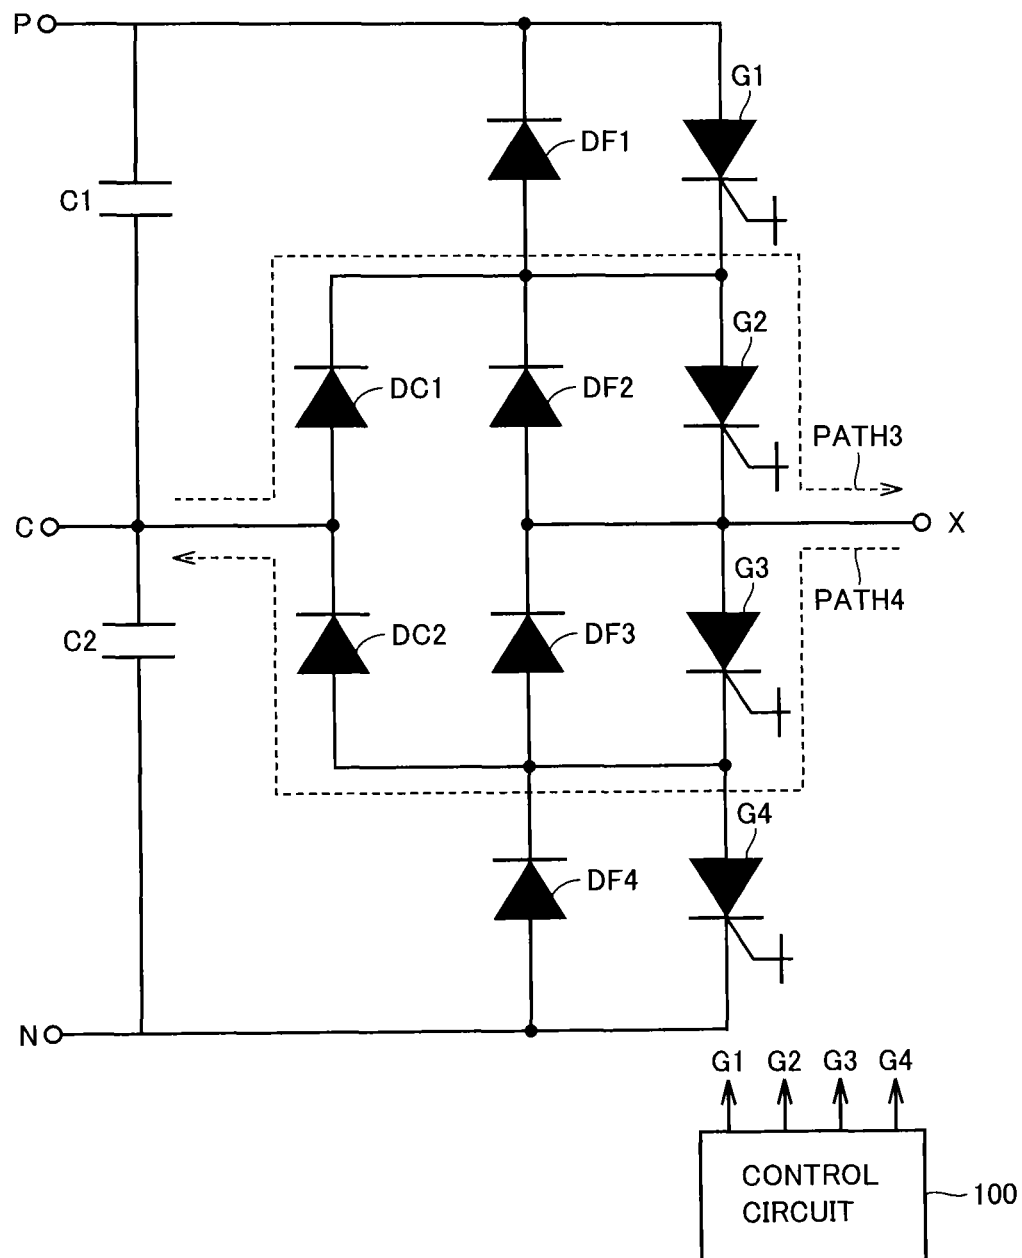 P
G1
DF1
C1
G2
DC1
DF2
PATH3
C
X
G3
PATH4
C2
DC2
DF3
G4
DF4
N
G1 G2 G3 G4
CONTROL
CIRCUIT
100